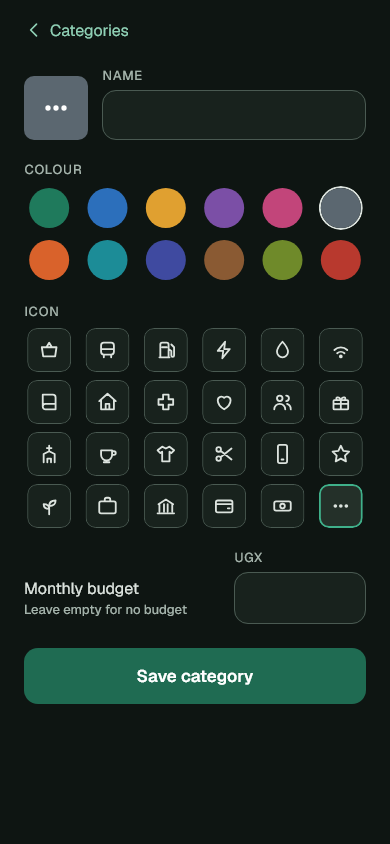 Categories
NAME
COLOUR
ICON
UGX
Monthly budget
Leave empty for no budget
Save category